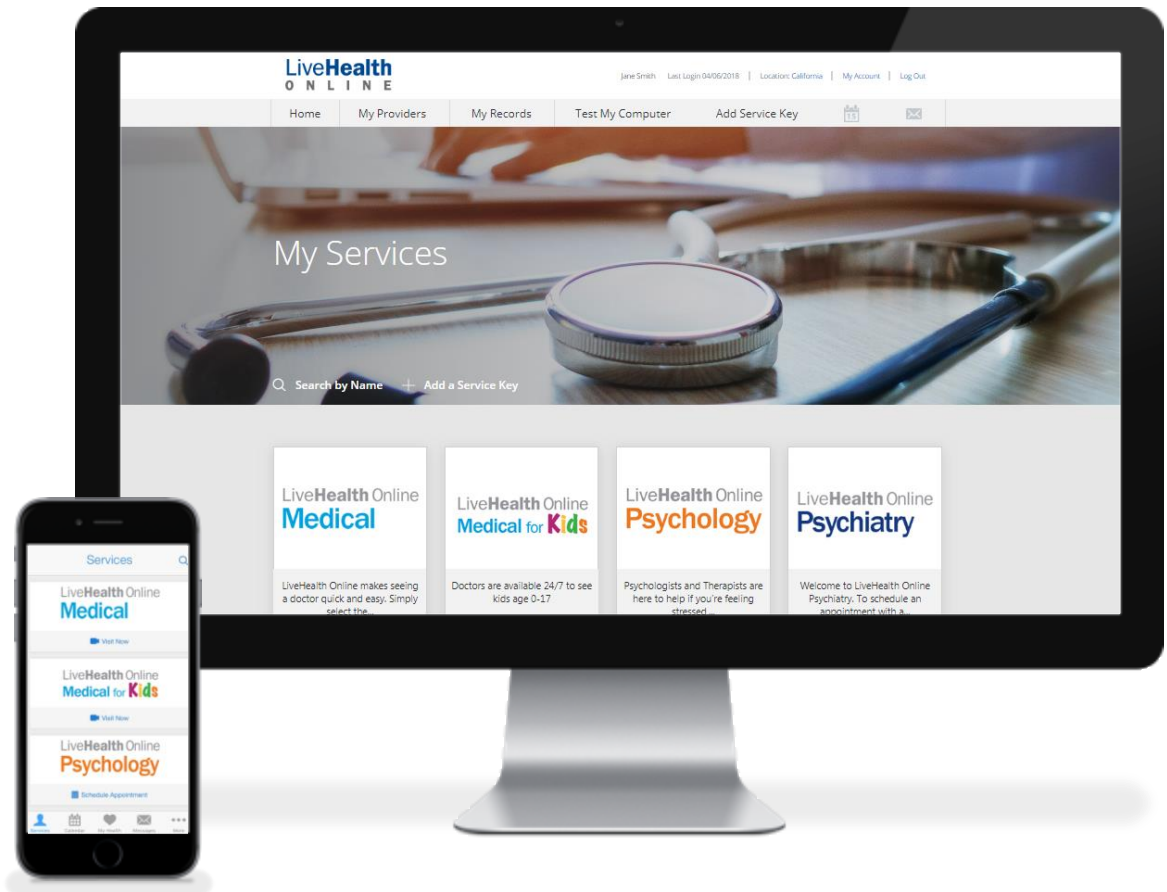 LiveHealth
ONLINE
Jane Smith Last Login 04/06/2018 | Location: California | My Account | Log Out
Home My Providers My Records Test My Computer Add Service Key
15
My Services
Search by Name + Add a Service Key
LiveHealth Online
Medical
LiveHealth Online makes seeing
a doctor quick and easy. Simply
select the...
LiveHealth Online
Medical for Kids
Doctors are available 24/7 to see
kids age 0-17
LiveHealth Online
Psychology
Psychologists and Therapists are
here to help if you're feeling
stressed ...
LiveHealth Online
Psychiatry
Welcome to LiveHealth Online
Psychiatry. To schedule an
appointment with a...
Services
LiveHealth Online
Medical
Visit Now
LiveHealth Online
Medical for Kids
Visit Now
LiveHealth Online
Psychology
Schedule Appointment
Services Calendar My Health Messages More